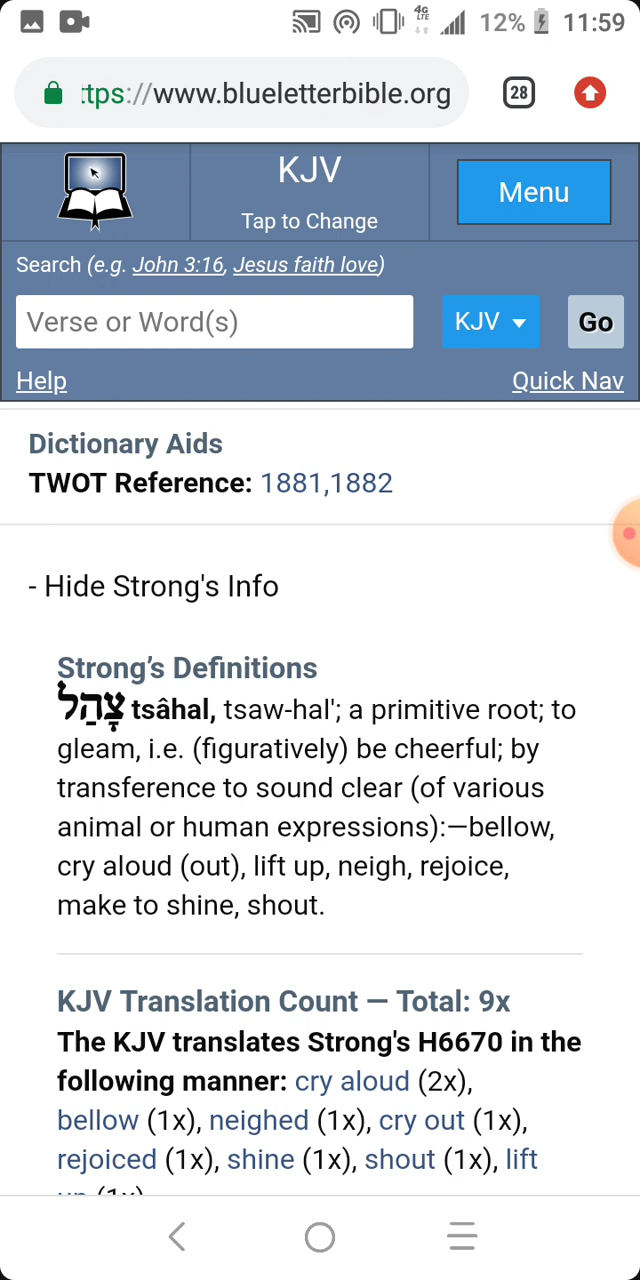 4G
LTE
12%
11:59
ttps://www.blueletterbible.org
28
KJV
Tap to Change
Menu
Search (e.g. John 3:16, Jesus faith love)
Verse or Word(s)
KJV
Go
Help
Quick Nav
Dictionary Aids
TWOT Reference: 1881,1882
- Hide Strong's Info
Strong’s Definitions
צָהַל tsâhal, tsaw-hal'; a primitive root; to
gleam, i.e. (figuratively) be cheerful; by
transference to sound clear (of various
animal or human expressions):—bellow,
cry aloud (out), lift up, neigh, rejoice,
make to shine, shout.
KJV Translation Count — Total: 9x
The KJV translates Strong's H6670 in the
following manner: cry aloud (2x),
bellow (1x), neighed (1x), cry out (1x),
rejoiced (1x), shine (1x), shout (1x), lift
up (1x)